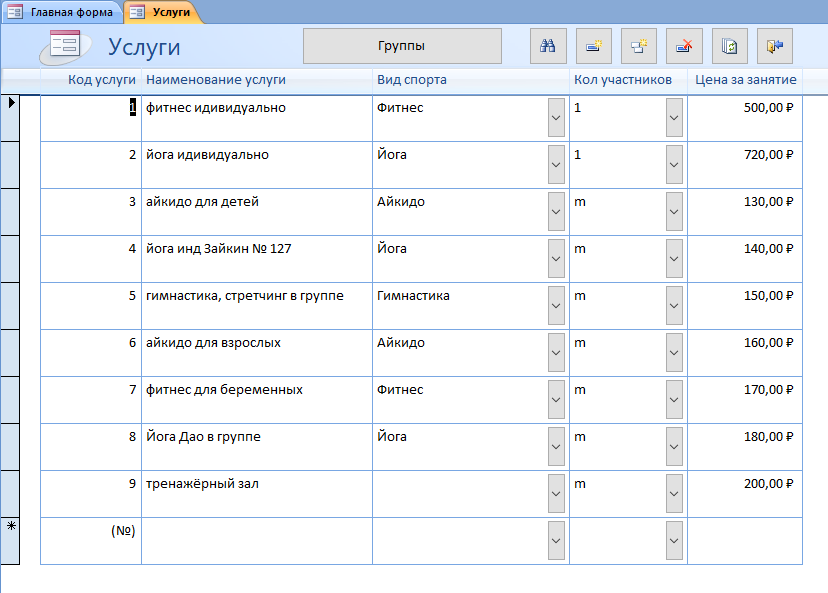 Главная форма Услуги
Услуги Группы
Код услуги Наименование услуги Вид спорта Кол участников Цена за занятие
1 фитнес идивидуально Фитнес 1 500,00 ₽
2 йога идивидуально Йога 1 720,00 ₽
3 айкидо для детей Айкидо m 130,00 ₽
4 йога инд Зайкин № 127 Йога m 140,00 ₽
5 гимнастика, стретчинг в группе Гимнастика m 150,00 ₽
6 айкидо для взрослых Айкидо m 160,00 ₽
7 фитнес для беременных Фитнес m 170,00 ₽
8 Йога Дао в группе Йога m 180,00 ₽
9 тренажёрный зал m 200,00 ₽
(№)